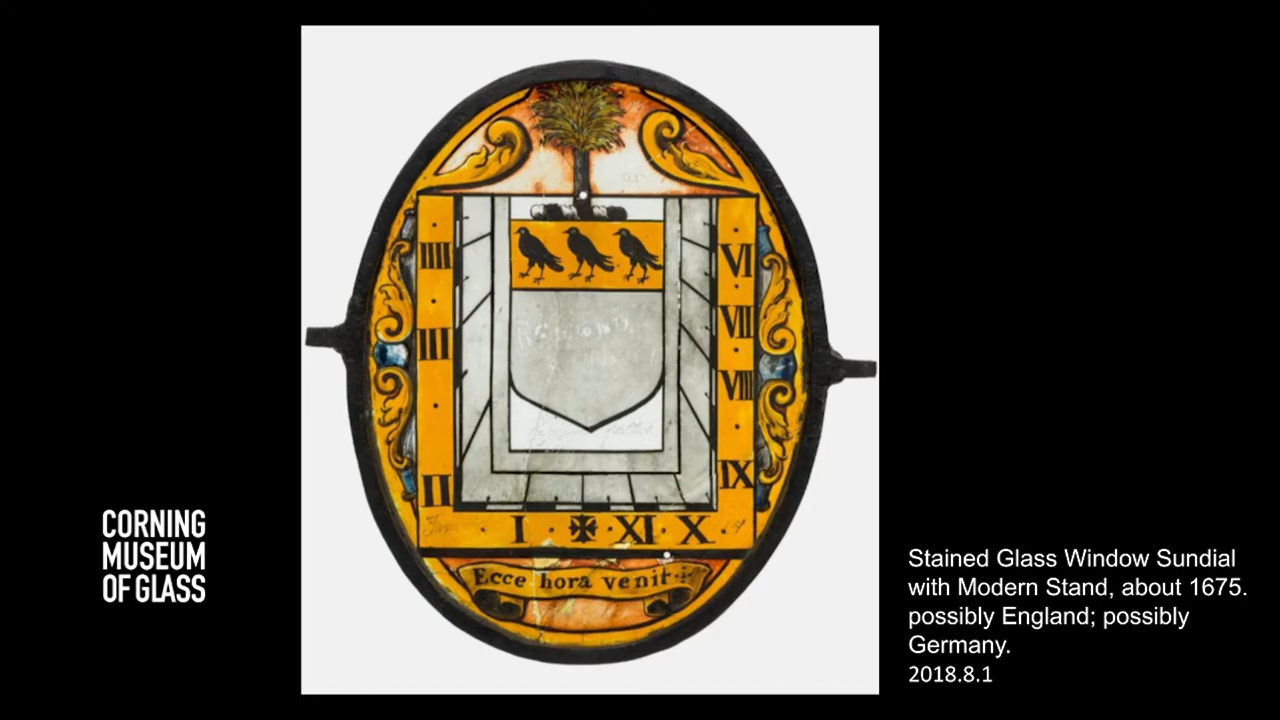 CORNING
MUSEUM
OF GLASS
IIII
III
II
I
XI
X
VI
VII
VIII
IX
Ecce hora venit
Stained Glass Window Sundial
with Modern Stand, about 1675.
possibly England; possibly
Germany.
2018.8.1